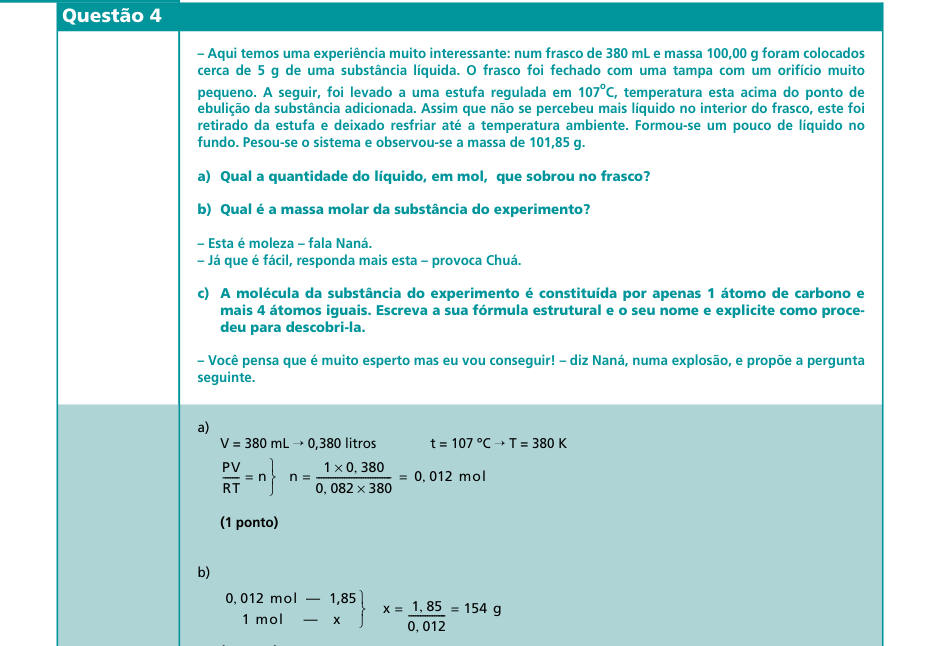 Questão 4
– Aqui temos uma experiência muito interessante: num frasco de 380 mL e massa 100,00 g foram colocados
cerca de 5 g de uma substância líquida. O frasco foi fechado com uma tampa com um orifício muito
pequeno. A seguir, foi levado a uma estufa regulada em 107°C, temperatura esta acima do ponto de
ebulição da substância adicionada. Assim que não se percebeu mais líquido no interior do frasco, este foi
retirado da estufa e deixado resfriar até a temperatura ambiente. Formou-se um pouco de líquido no
fundo. Pesou-se o sistema e observou-se a massa de 101,85 g.
a) Qual a quantidade do líquido, em mol, que sobrou no frasco?
b) Qual é a massa molar da substância do experimento?
– Esta é moleza – fala Naná.
– Já que é fácil, responda mais esta – provoca Chuá.
c) A molécula da substância do experimento é constituída por apenas 1 átomo de carbono e
mais 4 átomos iguais. Escreva a sua fórmula estrutural e o seu nome e explicite como proce-
deu para descobri-la.
– Você pensa que é muito esperto mas eu vou conseguir! – diz Naná, numa explosão, e propõe a pergunta
seguinte.
a)
V = 380 mL → 0,380 litros t = 107 °C → T = 380 K
PV/RT = n } n = 1 × 0, 380 / 0, 082 × 380 = 0, 012 mol
(1 ponto)
b)
0, 012 mol — 1,85
1 mol — x } x = 1, 85 / 0, 012 = 154 g